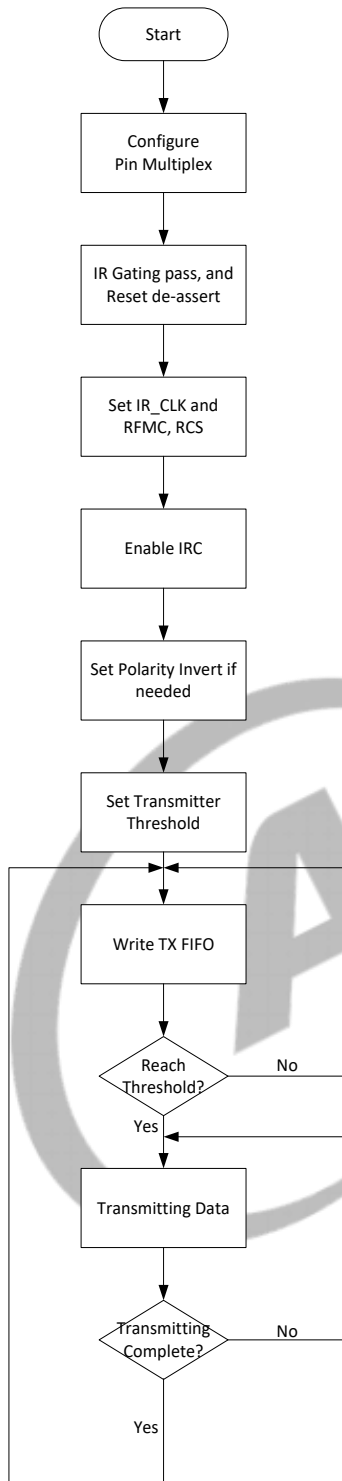 Start
Configure
Pin Multiplex
IR Gating pass, and
Reset de-assert
Set IR_CLK and
RFMC, RCS
Enable IRC
Set Polarity Invert if
needed
Set Transmitter
Threshold
Write TX FIFO
Reach
Threshold?
No
Yes
Transmitting Data
Transmitting
Complete?
No
Yes